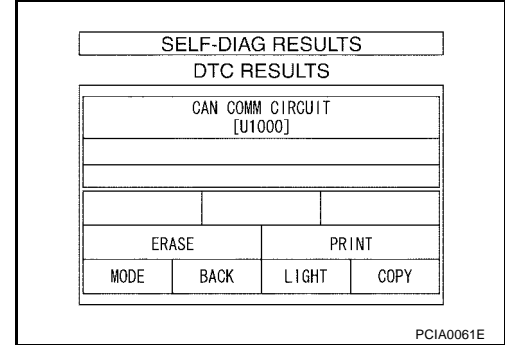 SELF-DIAG RESULTS
DTC RESULTS
CAN COMM CIRCUIT
[U1000]
ERASE PRINT
MODE BACK LIGHT COPY
PCIA0061E